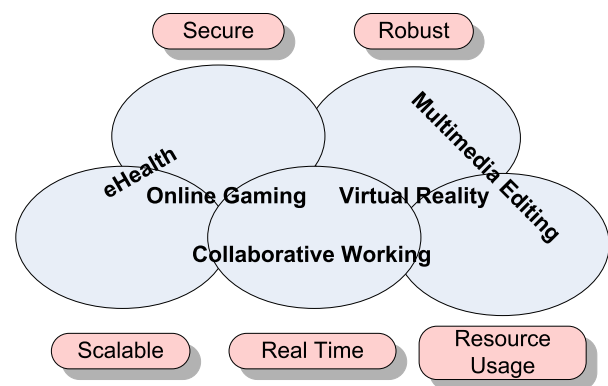 Secure
Robust
Multimedia Editing
eHealth
Online Gaming
Virtual Reality
Collaborative Working
Scalable
Real Time
Resource
Usage